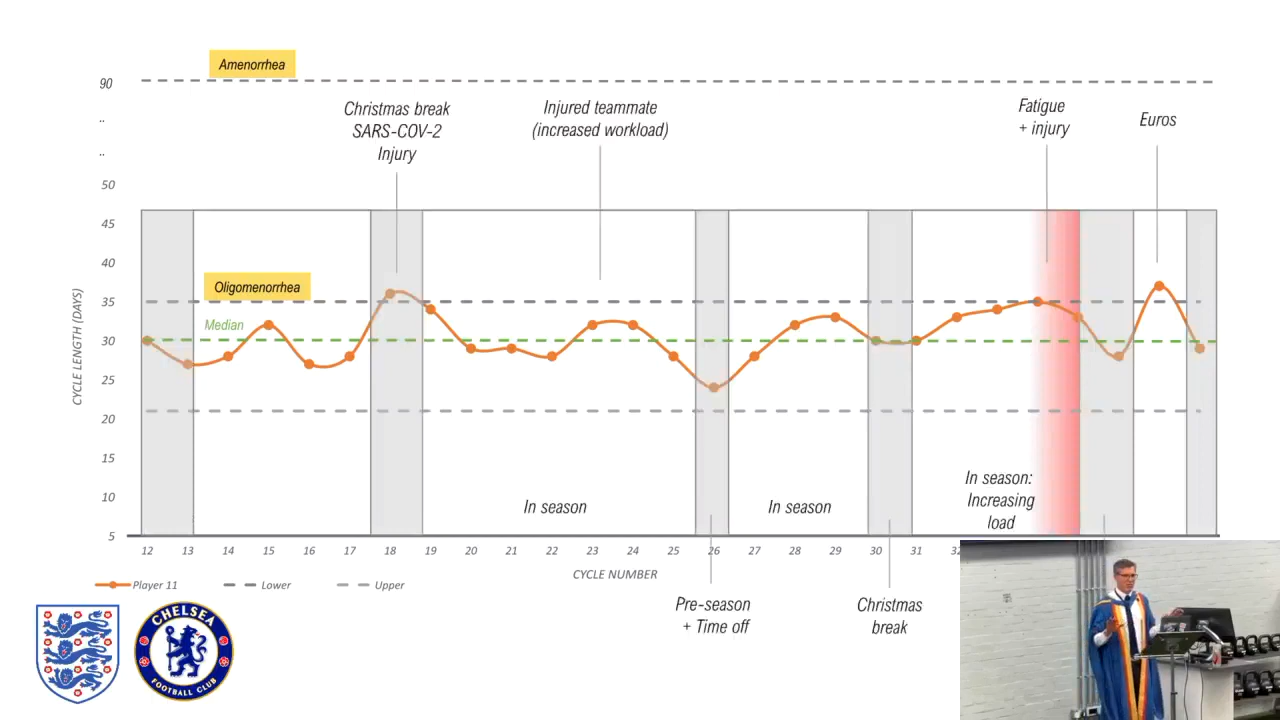 Amenorrhea
90
..
..
50
45
40
35
30
25
20
15
10
5
CYCLE LENGTH (DAYS)
Christmas break
SARS-COV-2
Injury
Injured teammate
(increased workload)
Fatigue
+ injury
Euros
Oligomenorrhea
Median
In season
In season
In season:
Increasing
load
12 13 14 15 16 17 18 19 20 21 22 23 24 25 26 27 28 29 30 31
CYCLE NUMBER
Player 11 Lower Upper
Pre-season
+ Time off
Christmas
break
CHELSEA
FOOTBALL CLUB